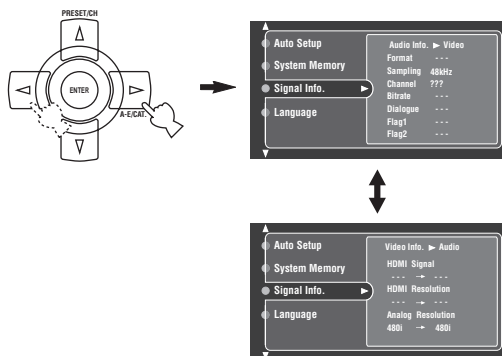 PRESET/CH
ENTER
A-E/CAT.
Auto Setup
System Memory
Signal Info.
Language
Audio Info. ▶ Video
Format - - -
Sampling 48kHz
Channel ???
Bitrate - - -
Dialogue - - -
Flag1 - - -
Flag2 - - -
Auto Setup
System Memory
Signal Info.
Language
Video Info. ▶ Audio
HDMI Signal
- - - → - - -
HDMI Resolution
- - - → - - -
Analog Resolution
480i → 480i